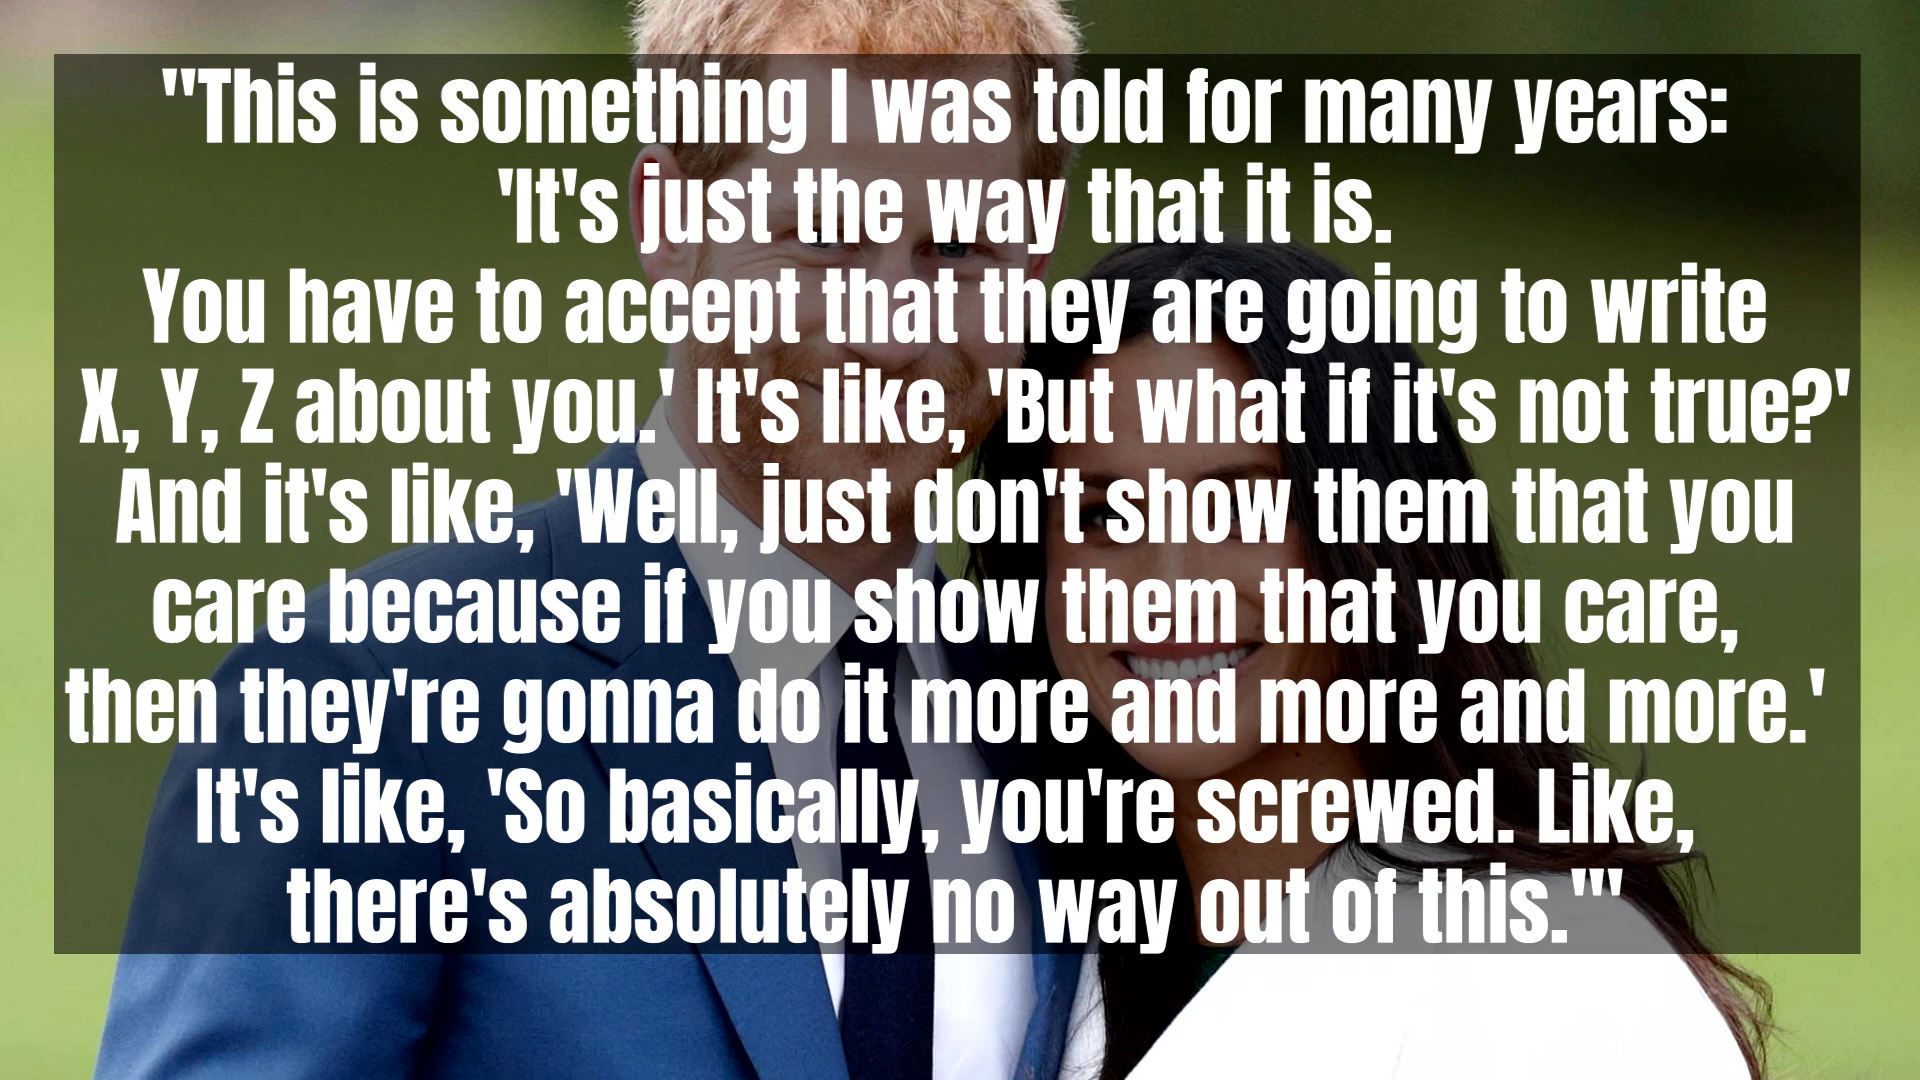 "This is something I was told for many years:
'It's just the way that it is.
You have to accept that they are going to write
X, Y, Z about you.' It's like, 'But what if it's not true?'
And it's like, 'Well, just don't show them that you
care because if you show them that you care,
then they're gonna do it more and more and more.'
It's like, 'So basically, you're screwed. Like,
there's absolutely no way out of this.'"